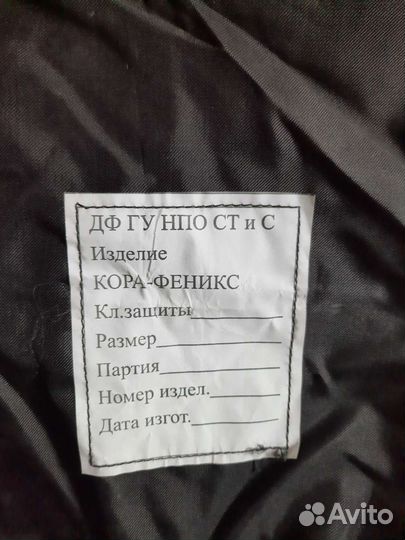 ДФ ГУ НПО СТ и С
Изделие
КОРА-ФЕНИКС
Кл.защиты
Размер
Партия
Номер издел.
Дата изгот.
Avito